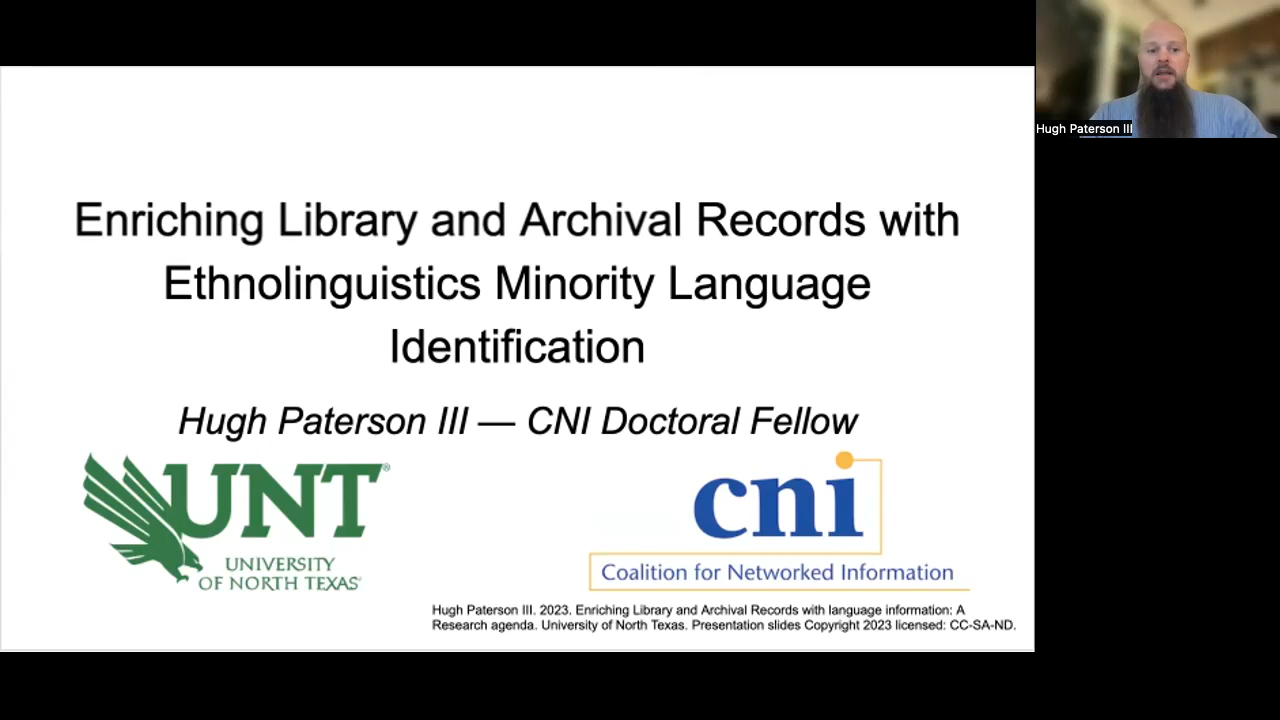 Enriching Library and Archival Records with
Ethnolinguistics Minority Language
Identification
Hugh Paterson III — CNI Doctoral Fellow
UNT®
UNIVERSITY
OF NORTH TEXAS
cni
Coalition for Networked Information
Hugh Paterson III. 2023. Enriching Library and Archival Records with language information: A
Research agenda. University of North Texas. Presentation slides Copyright 2023 licensed: CC-SA-ND.
Hugh Paterson III